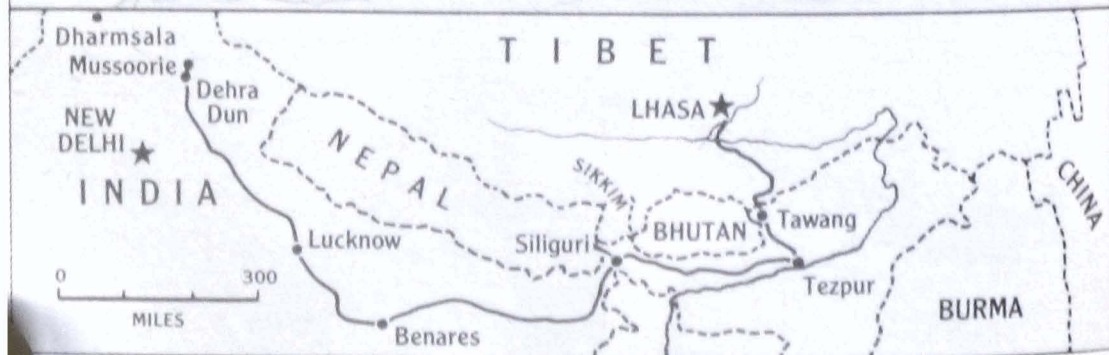 Dharmsala
TIBET
Mussoorie
Dehra
Dun
LHASA
NEW
DELHI
NEPAL
CHINA
SIKKIM
INDIA
BHUTAN
Tawang
Lucknow
Siliguri
0 300
Tezpur
MILES
BURMA
Benares